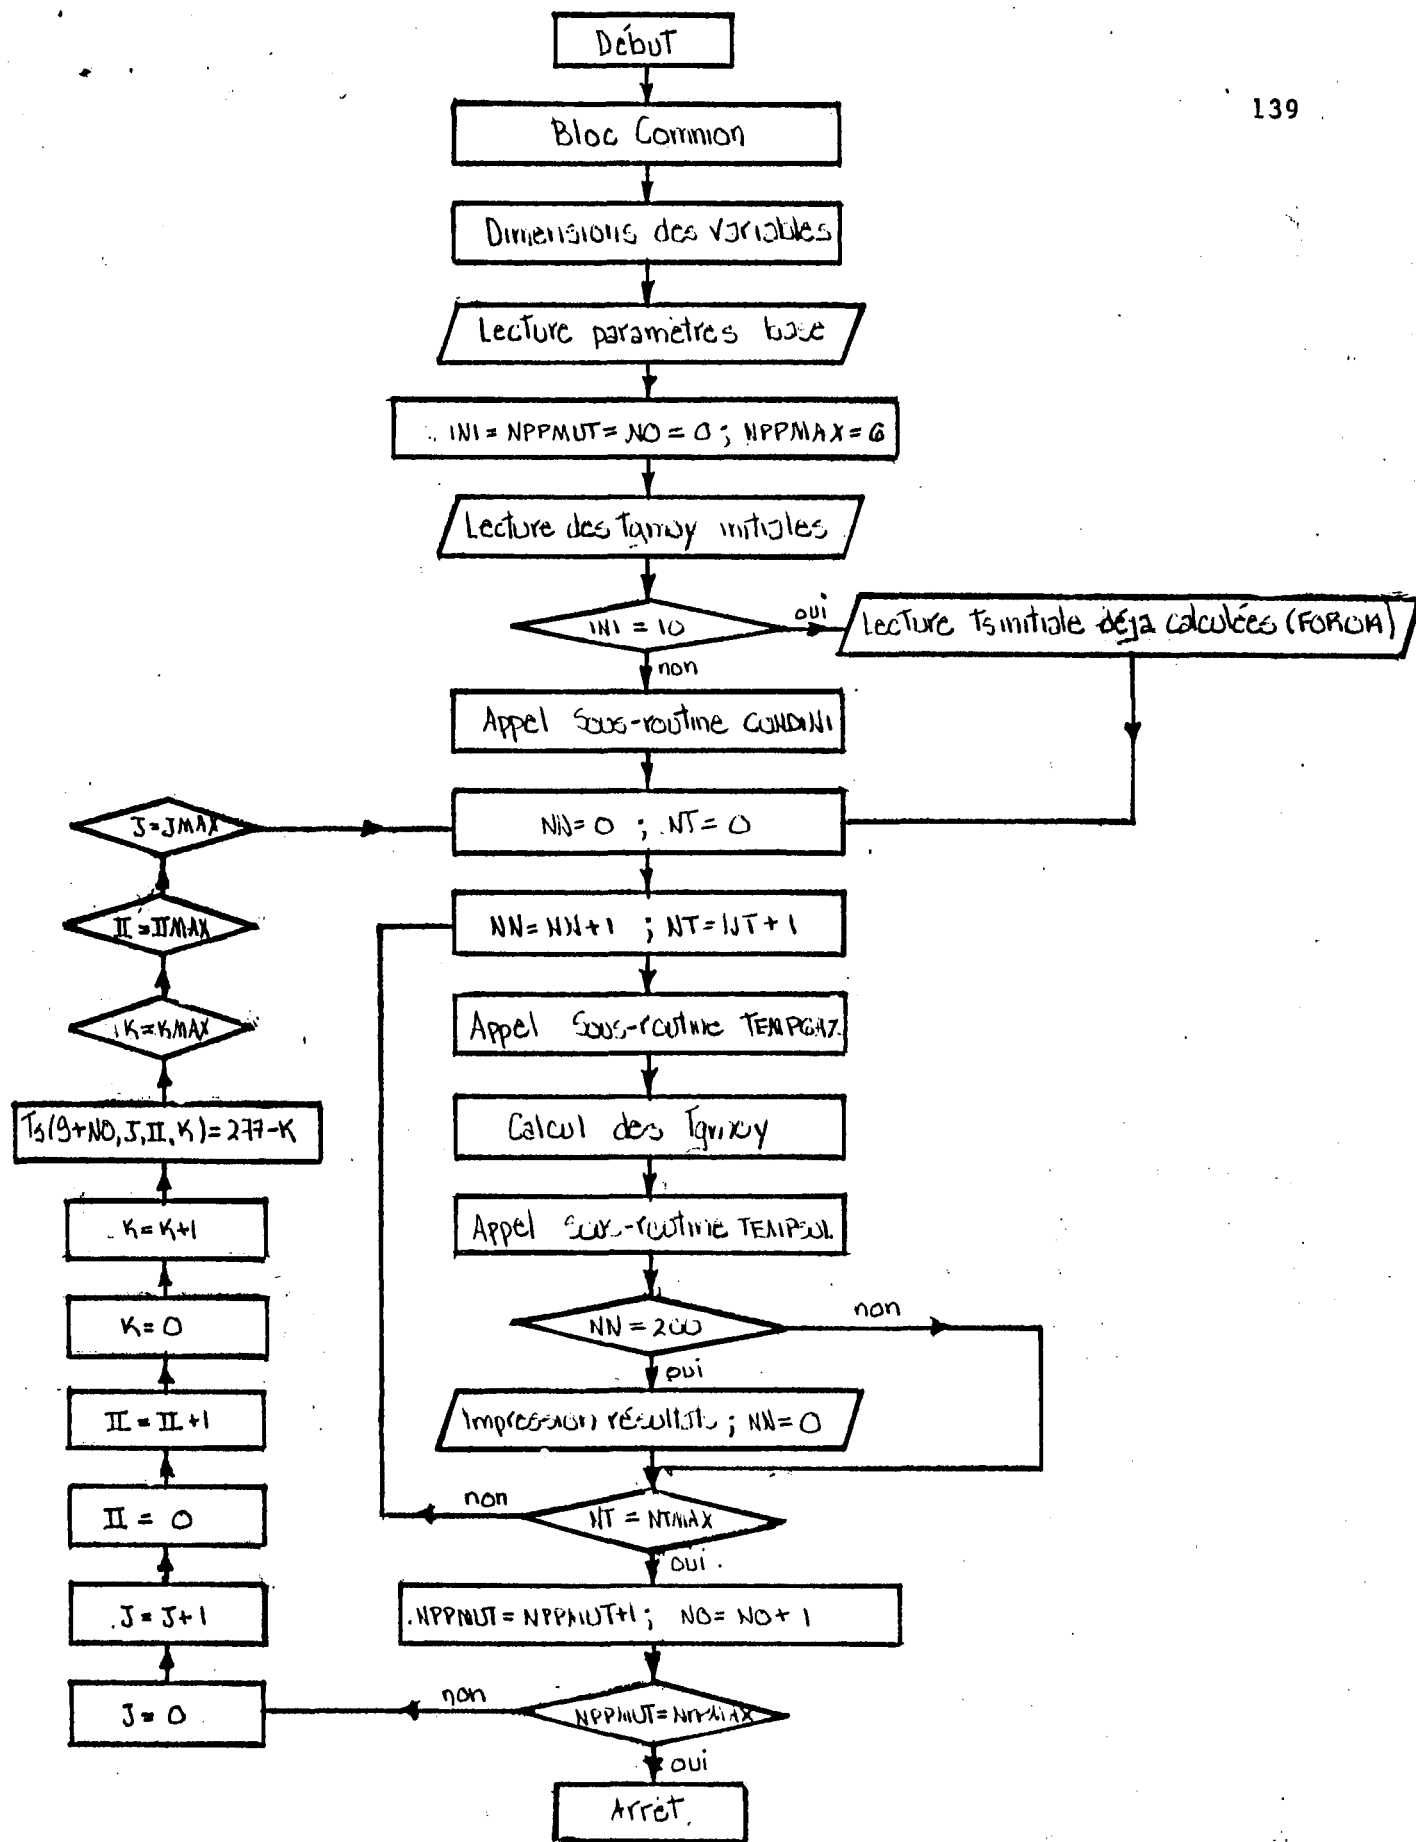 139
Début
Bloc Common
Dimensions des variables
Lecture paramètres base
INI = NPPMUT = NO = 0 ; NPPMAX = 6
Lecture des Tgmoy initiales
INI = 10
oui
Lecture Ts initiale déja calculées (FOROM)
non
Appel Sous-routine CONDINI
NN = 0 ; NT = 0
NN = NN + 1 ; NT = NT + 1
Appel Sous-routine TEMPGAZ
Calcul des Tgmoy
Appel Sous-routine TEMPSOL
NN = 200
non
oui
Impression résultats ; NN = 0
NT = NTMAX
non
oui
NPPMUT = NPPMUT+1 ; NO = NO + 1
NPPMUT =
non
oui
Arrêt
J = 0
J = J + 1
II = 0
II = II + 1
K = 0
K = K + 1
Ts(9+NO, J, II, K) = 277-K
K = KMAX
II = IIMAX
J = JMAX